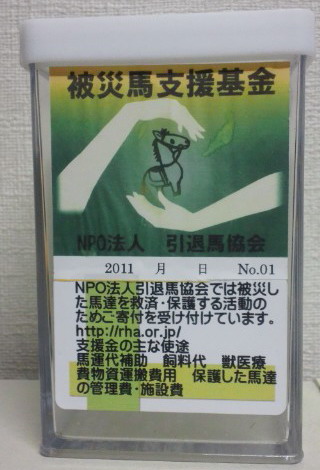 被災馬支援基金
NPO法人 引退馬協会
2011 月 日 No.01
NPO法人引退馬協会では被災し
た馬達を救済・保護する活動の
ためご寄付を受け付けています。
http://rha.or.jp/
支援金の主な使途
馬運代補助 飼料代 獣医療
費物資運搬費用 保護した馬達
の管理費・施設費